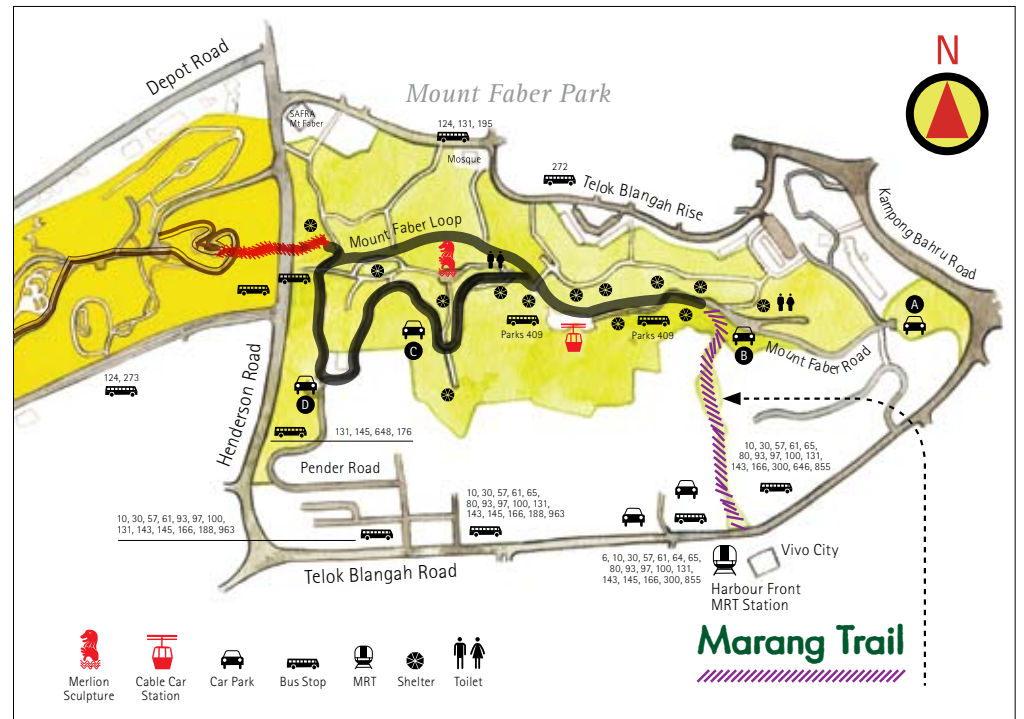 N
Depot Road
Mount Faber Park
SAFRA
Mt Faber
124, 131, 195
Mosque
272
Telok Blangah Rise
Kampong Bahru Road
Mount Faber Loop
A
Parks 409
Parks 409
B
C
Mount Faber Road
D
124, 273
Henderson Road
131, 145, 648, 176
Pender Road
10, 30, 57, 61, 65,
80, 93, 97, 100, 131,
143, 166, 300, 646, 855
10, 30, 57, 61, 65,
80, 93, 97, 100, 131,
143, 145, 166, 188, 963
10, 30, 57, 61, 93, 97, 100,
131, 143, 145, 166, 188, 963
6, 10, 30, 57, 61, 64, 65,
80, 93, 97, 100, 131,
143, 145, 166, 300, 855
Telok Blangah Road
Vivo City
Harbour Front
MRT Station
Marang Trail
Merlion
Sculpture
Cable Car
Station
Car Park
Bus Stop
MRT
Shelter
Toilet